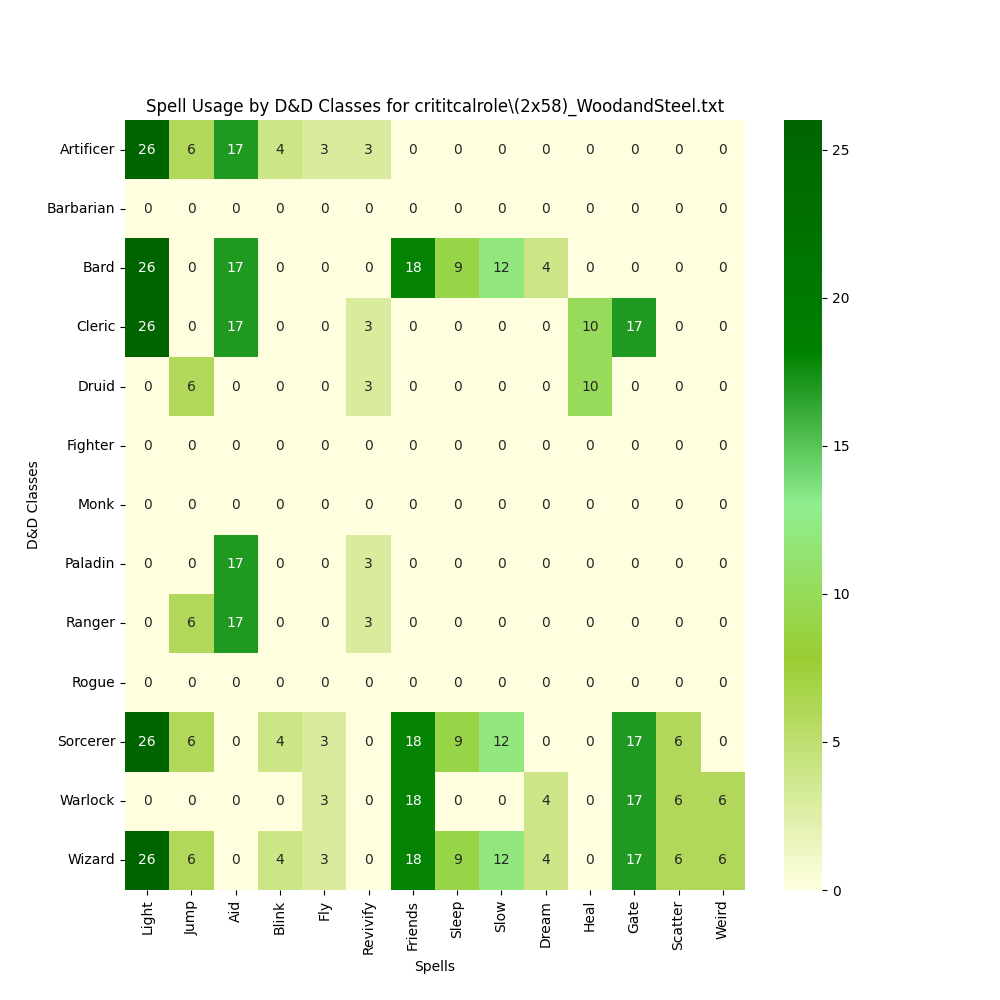 Spell Usage by D&D Classes for crititcalrole\(2x58)_WoodandSteel.txt
Artificer 26 6 17 4 3 3 0 0 0 0 0 0 0 0
Barbarian 0 0 0 0 0 0 0 0 0 0 0 0 0 0
Bard 26 0 17 0 0 0 18 9 12 4 0 0 0 0
Cleric 26 0 17 0 0 3 0 0 0 0 10 17 0 0
Druid 0 6 0 0 0 3 0 0 0 0 10 0 0 0
Fighter 0 0 0 0 0 0 0 0 0 0 0 0 0 0
Monk 0 0 0 0 0 0 0 0 0 0 0 0 0 0
Paladin 0 0 17 0 0 3 0 0 0 0 0 0 0 0
Ranger 0 6 17 0 0 3 0 0 0 0 0 0 0 0
Rogue 0 0 0 0 0 0 0 0 0 0 0 0 0 0
Sorcerer 26 6 0 4 3 0 18 9 12 0 0 17 6 0
Warlock 0 0 0 0 3 0 18 0 0 4 0 17 6 6
Wizard 26 6 0 4 3 0 18 9 12 4 0 17 6 6
D&D Classes
Light Jump Aid Blink Fly Revivify Friends Sleep Slow Dream Heal Gate Scatter Weird
Spells
25
20
15
10
5
0